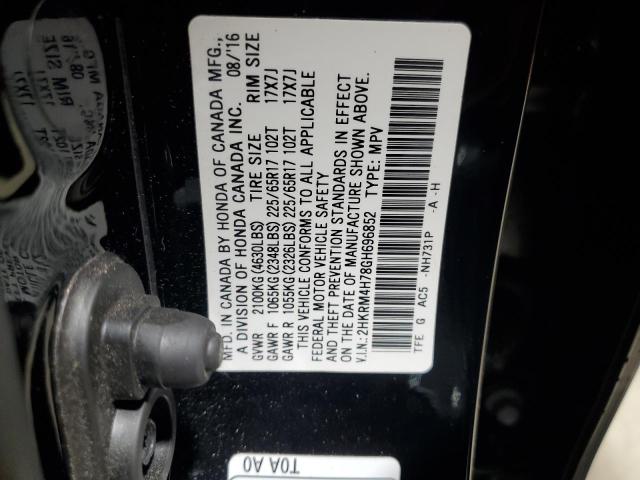 MFD. IN CANADA BY HONDA OF CANADA MFG.,
A DIVISION OF HONDA CANADA INC. 08/'16
GVWR 2100KG(4630LBS) TIRE SIZE RIM SIZE
GAWR F 1065KG(2348LBS) 225/65R17 102T 17X7J
GAWR R 1055KG(2326LBS) 225/65R17 102T 17X7J
THIS VEHICLE CONFORMS TO ALL APPLICABLE
FEDERAL MOTOR VEHICLE SAFETY
AND THEFT PREVENTION STANDARDS IN EFFECT
ON THE DATE OF MANUFACTURE SHOWN ABOVE.
V.I.N.: 2HKRM4H78GH696852 TYPE: MPV
TFE G AC5 -NH731P -A -H
T0A A0